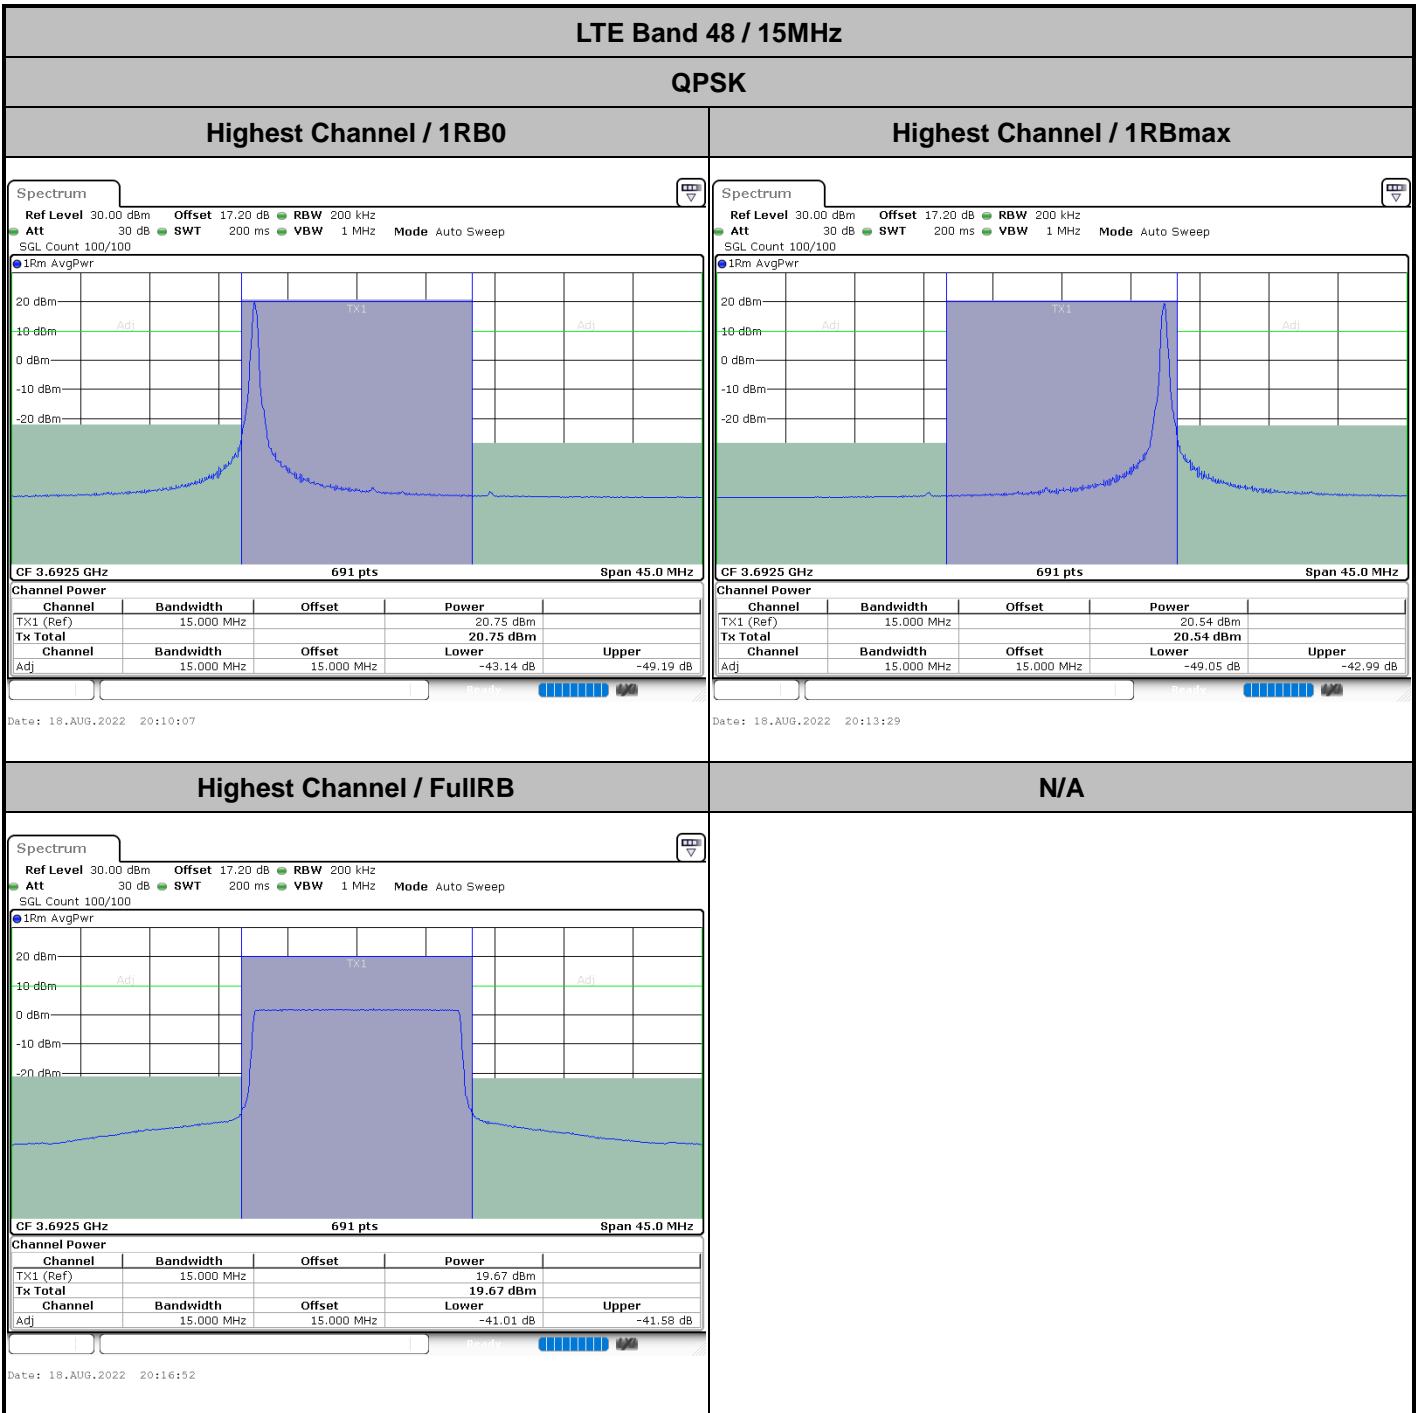 LTE Band 48 / 15MHz
QPSK
Highest Channel / 1RB0
Highest Channel / 1RBmax
Spectrum
Ref Level 30.00 dBm Offset 17.20 dB RBW 200 kHz
Att 30 dB SWT 200 ms VBW 1 MHz Mode Auto Sweep
SGL Count 100/100
1Rm AvgPwr
TX1
Adj
Adj
20 dBm
10 dBm
0 dBm
-10 dBm
-20 dBm
CF 3.6925 GHz 691 pts Span 45.0 MHz
Channel Power
Channel Bandwidth Offset Power
TX1 (Ref) 15.000 MHz 20.75 dBm
Tx Total 20.75 dBm
Channel Bandwidth Offset Lower Upper
Adj 15.000 MHz 15.000 MHz -43.14 dB -49.19 dB
Ready
Date: 18.AUG.2022 20:10:07
Spectrum
Ref Level 30.00 dBm Offset 17.20 dB RBW 200 kHz
Att 30 dB SWT 200 ms VBW 1 MHz Mode Auto Sweep
SGL Count 100/100
1Rm AvgPwr
TX1
Adj
Adj
20 dBm
10 dBm
0 dBm
-10 dBm
-20 dBm
CF 3.6925 GHz 691 pts Span 45.0 MHz
Channel Power
Channel Bandwidth Offset Power
TX1 (Ref) 15.000 MHz 20.54 dBm
Tx Total 20.54 dBm
Channel Bandwidth Offset Lower Upper
Adj 15.000 MHz 15.000 MHz -49.05 dB -42.99 dB
Ready
Date: 18.AUG.2022 20:13:29
Highest Channel / FullRB
N/A
Spectrum
Ref Level 30.00 dBm Offset 17.20 dB RBW 200 kHz
Att 30 dB SWT 200 ms VBW 1 MHz Mode Auto Sweep
SGL Count 100/100
1Rm AvgPwr
TX1
Adj
Adj
20 dBm
10 dBm
0 dBm
-10 dBm
-20 dBm
CF 3.6925 GHz 691 pts Span 45.0 MHz
Channel Power
Channel Bandwidth Offset Power
TX1 (Ref) 15.000 MHz 19.67 dBm
Tx Total 19.67 dBm
Channel Bandwidth Offset Lower Upper
Adj 15.000 MHz 15.000 MHz -41.01 dB -41.58 dB
Ready
Date: 18.AUG.2022 20:16:52